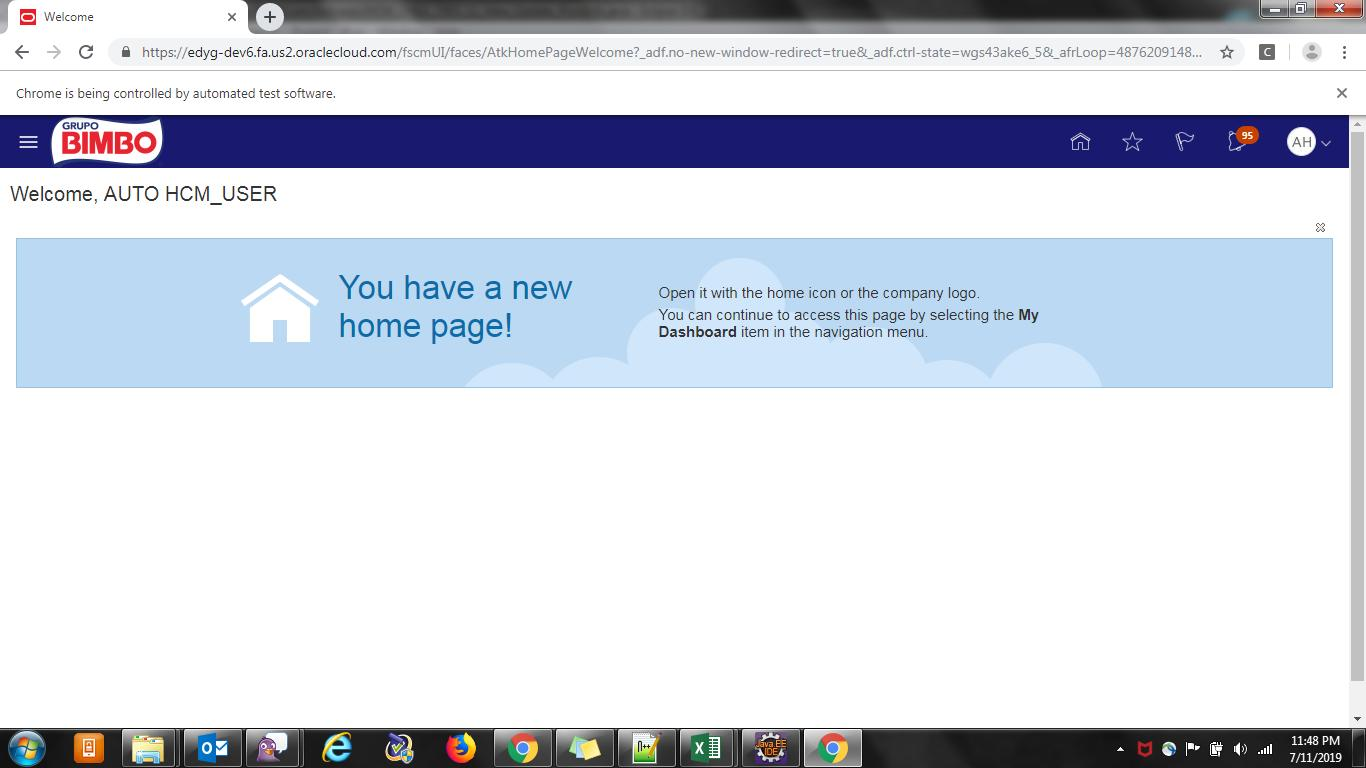 Welcome
https://edyg-dev6.fa.us2.oraclecloud.com/fscmUI/faces/AtkHomePageWelcome?_adf.no-new-window-redirect=true&_adf.ctrl-state=wgs43ake6_5&_afrLoop=4876209148...
C
Chrome is being controlled by automated test software.
GRUPO
BIMBO
95
AH
Welcome, AUTO HCM_USER
You have a new
home page!
Open it with the home icon or the company logo.
You can continue to access this page by selecting the My
Dashboard item in the navigation menu.
Java EE
IDE
11:48 PM
7/11/2019